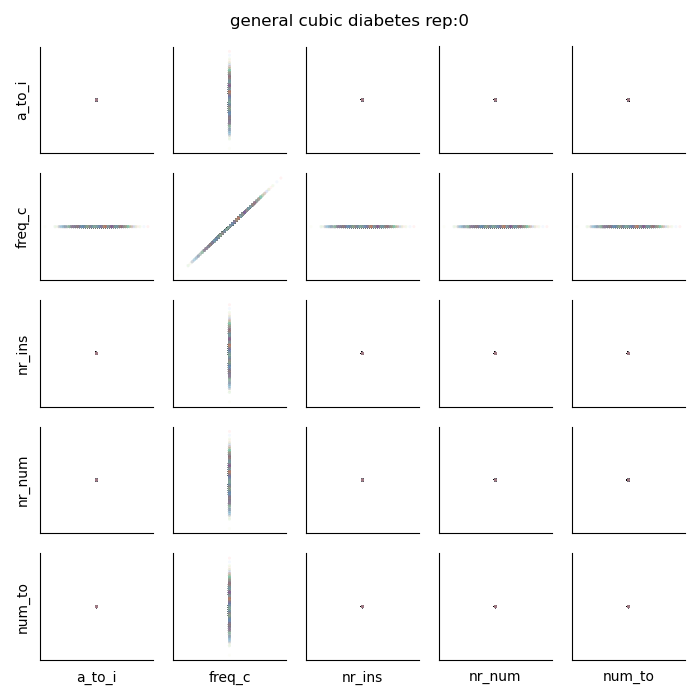 general cubic diabetes rep:0
a_to_i
freq_c
nr_ins
nr_num
num_to
a_to_i freq_c nr_ins nr_num num_to